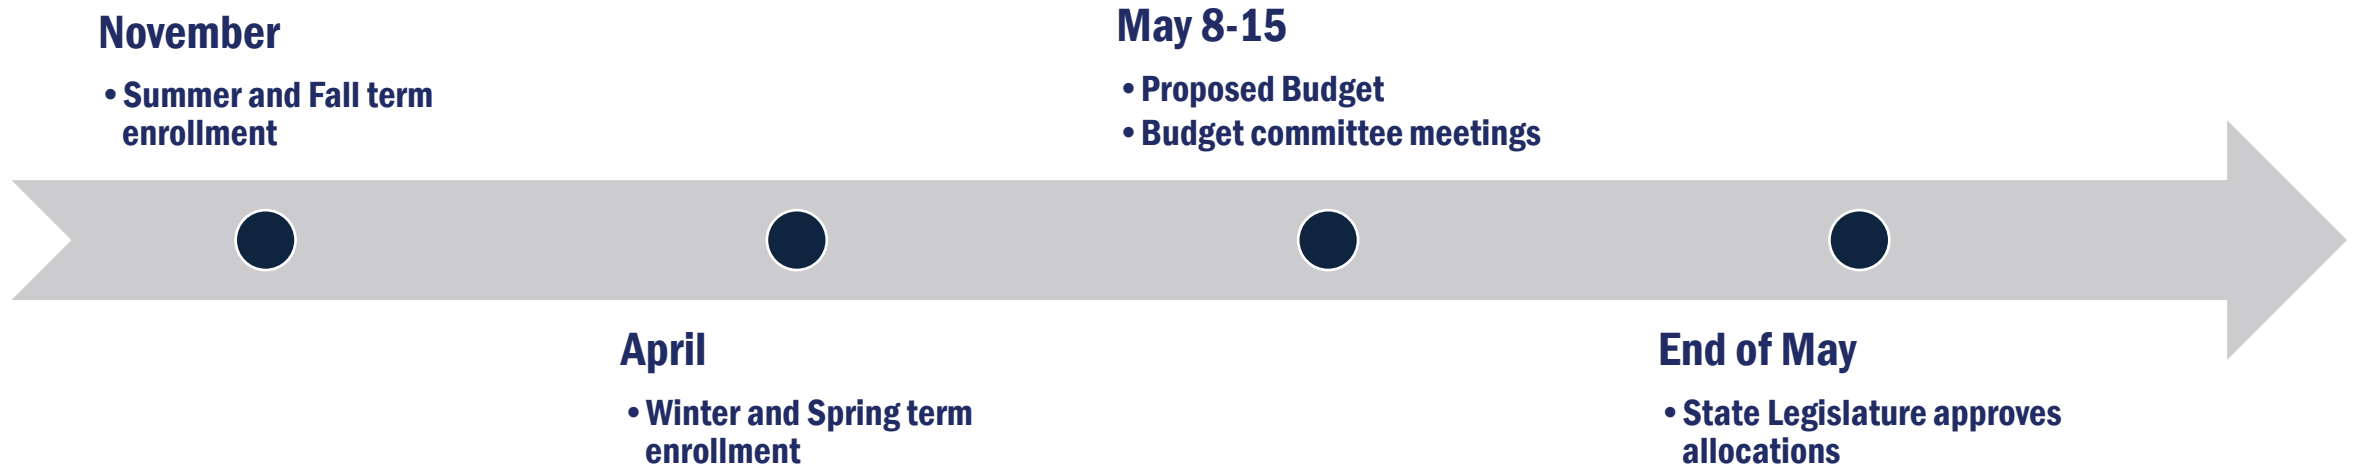 November
• Summer and Fall term
enrollment
April
• Winter and Spring term
enrollment
May 8-15
• Proposed Budget
• Budget committee meetings
End of May
• State Legislature approves
allocations